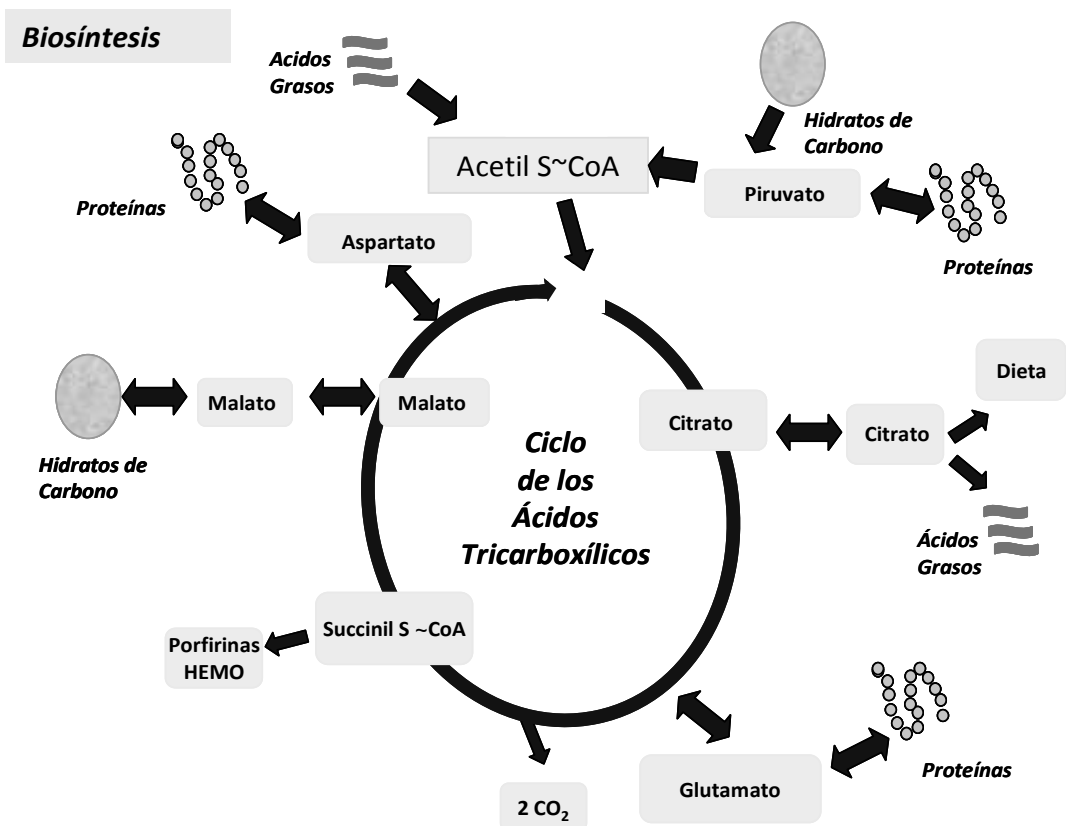 Biosíntesis
Acidos
Grasos
Hidratos de
Carbono
Acetil S~CoA
Piruvato
Proteínas
Proteínas
Aspartato
Dieta
Malato
Malato
Citrato
Citrato
Hidratos de
Carbono
Ciclo
de los
Ácidos
Tricarboxílicos
Ácidos
Grasos
Succinil S ~CoA
Porfirinas
HEMO
Glutamato
Proteínas
2 CO₂